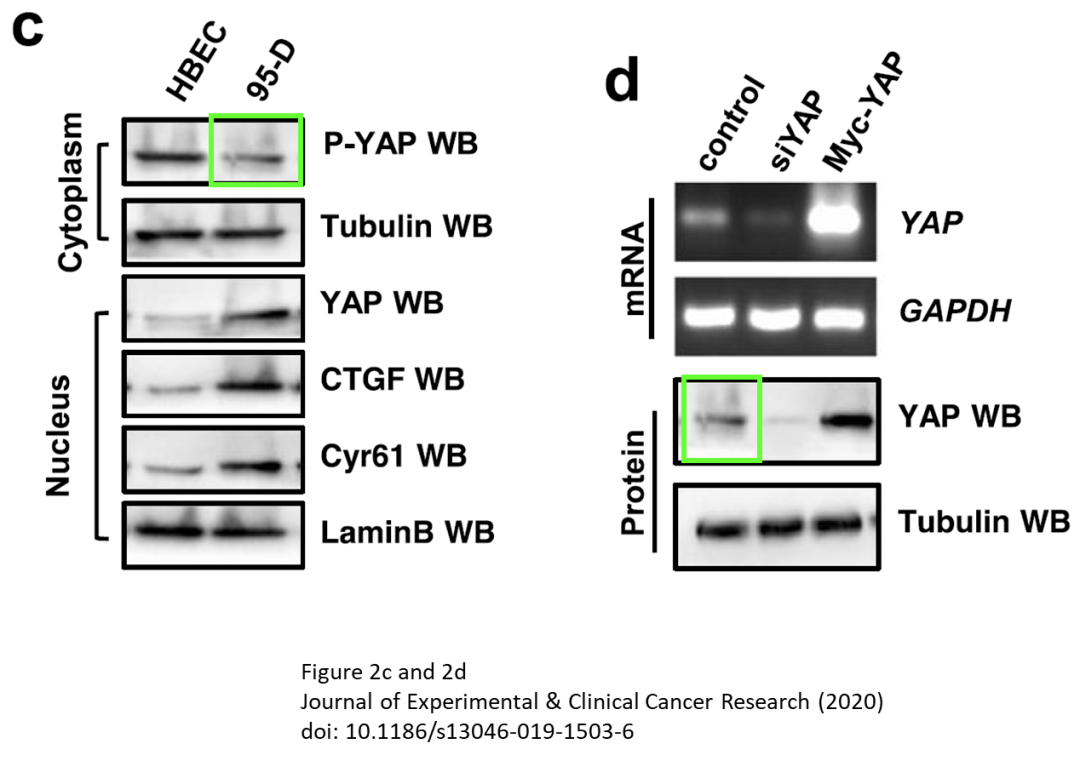 c
HBEC
95-D
Cytoplasm
P-YAP WB
Tubulin WB
Nucleus
YAP WB
CTGF WB
Cyr61 WB
LaminB WB
d
control
siYAP
Myc-YAP
mRNA
YAP
GAPDH
Protein
YAP WB
Tubulin WB
Figure 2c and 2d
Journal of Experimental & Clinical Cancer Research (2020)
doi: 10.1186/s13046-019-1503-6